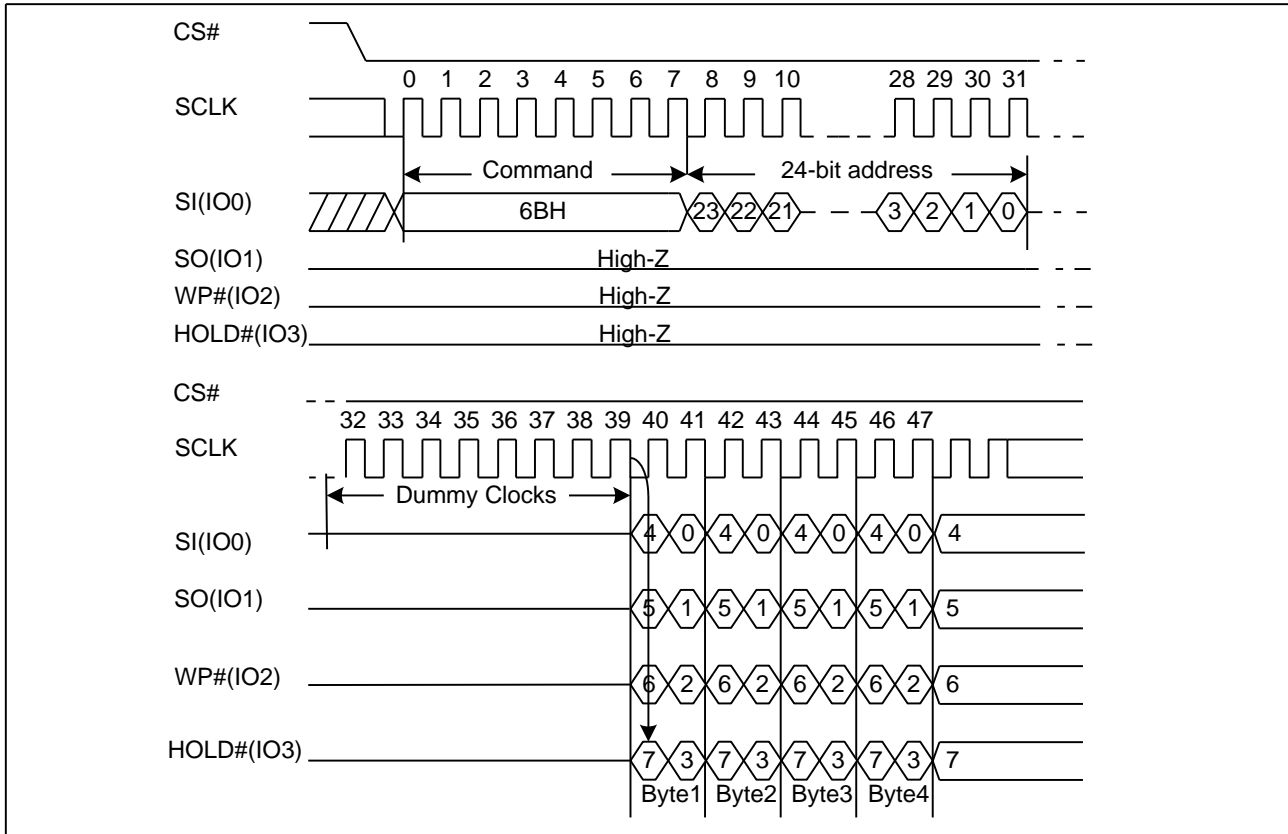 CS#
0 1 2 3 4 5 6 7 8 9 10 28 29 30 31
SCLK
Command 24-bit address
SI(IO0) 6BH 23 22 21 3 2 1 0
SO(IO1) High-Z
WP#(IO2) High-Z
HOLD#(IO3) High-Z
CS#
32 33 34 35 36 37 38 39 40 41 42 43 44 45 46 47
SCLK
Dummy Clocks
SI(IO0) 4 0 4 0 4 0 4 0 4
SO(IO1) 5 1 5 1 5 1 5 1 5
WP#(IO2) 6 2 6 2 6 2 6 2 6
HOLD#(IO3) 7 3 7 3 7 3 7 3 7
Byte1 Byte2 Byte3 Byte4